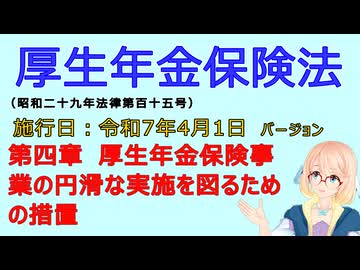 厚生年金保険法
(昭和二十九年法律第百十五号)
施行日：令和7年4月1日　バージョン
第四章　厚生年金保険事
業の円滑な実施を図るため
の措置